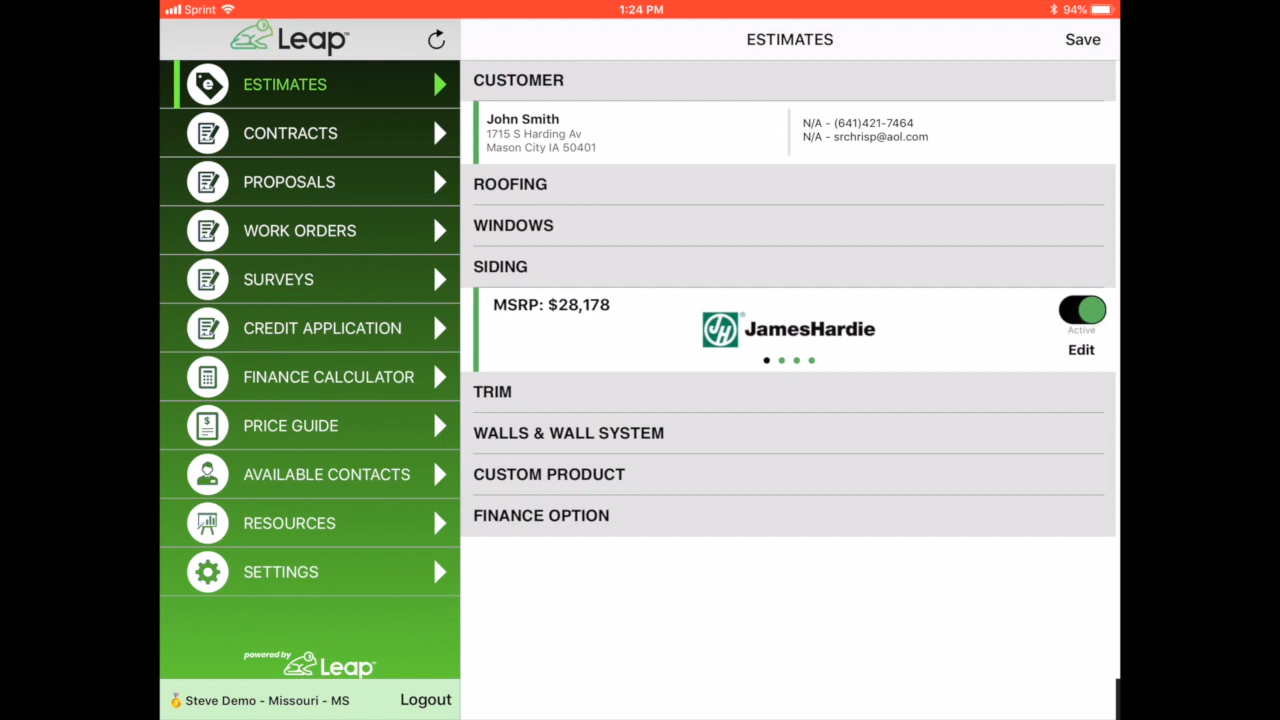 Sprint
1:24 PM
94%
Leap™
ESTIMATES
Save
e
ESTIMATES
CONTRACTS
PROPOSALS
WORK ORDERS
SURVEYS
CREDIT APPLICATION
FINANCE CALCULATOR
$
PRICE GUIDE
AVAILABLE CONTACTS
RESOURCES
SETTINGS
powered by
Leap™
Steve Demo - Missouri - MS
Logout
CUSTOMER
John Smith
1715 S Harding Av
Mason City IA 50401
N/A - (641)421-7464
N/A - srchrisp@aol.com
ROOFING
WINDOWS
SIDING
MSRP: $28,178
JH® JamesHardie
Active
Edit
TRIM
WALLS & WALL SYSTEM
CUSTOM PRODUCT
FINANCE OPTION